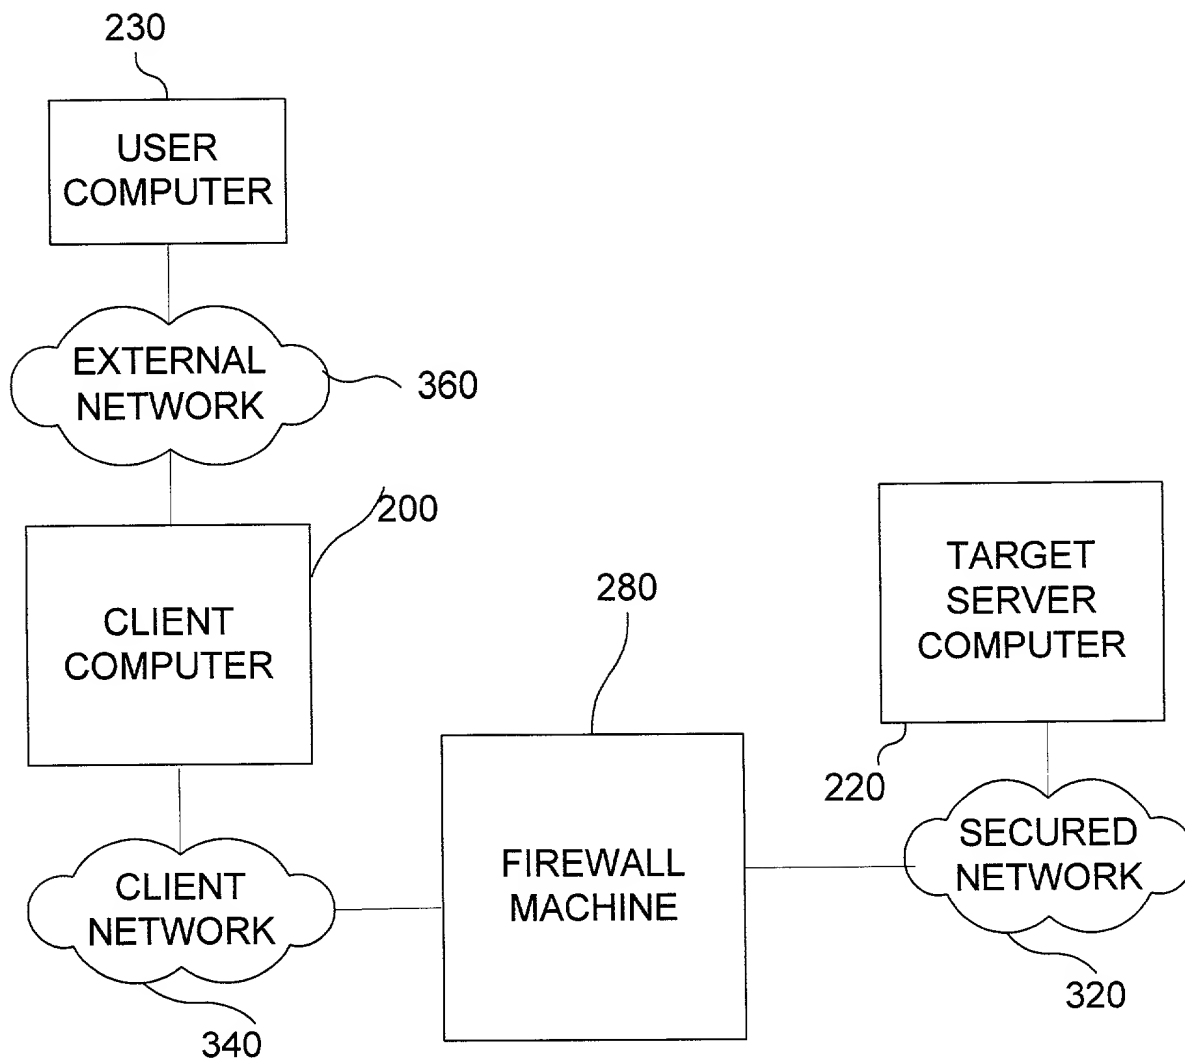 230
USER
COMPUTER
EXTERNAL
NETWORK
360
200
CLIENT
COMPUTER
280
TARGET
SERVER
COMPUTER
220
FIREWALL
MACHINE
SECURED
NETWORK
CLIENT
NETWORK
320
340